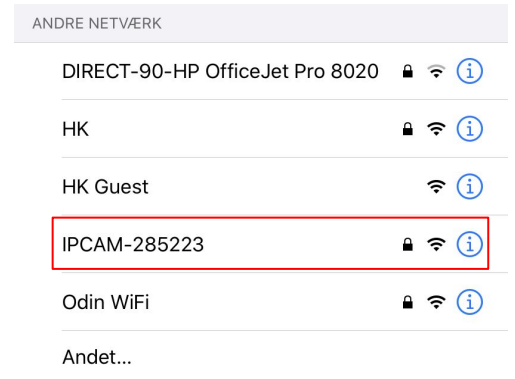 ANDRE NETVÆRK
DIRECT-90-HP OfficeJet Pro 8020
HK
HK Guest
IPCAM-285223
Odin WiFi
Andet...